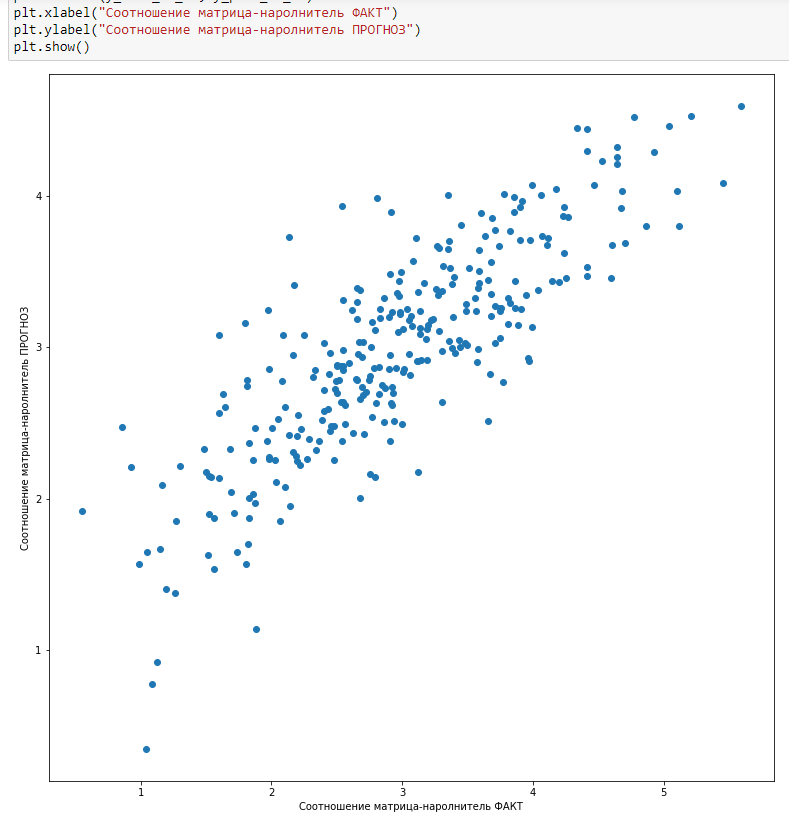 plt.xlabel("Соотношение матрица-наролнитель ФАКТ")
plt.ylabel("Соотношение матрица-наролнитель ПРОГНОЗ")
plt.show()
Соотношение матрица-наролнитель ПРОГНОЗ
4
3
2
1
1 2 3 4 5
Соотношение матрица-наролнитель ФАКТ